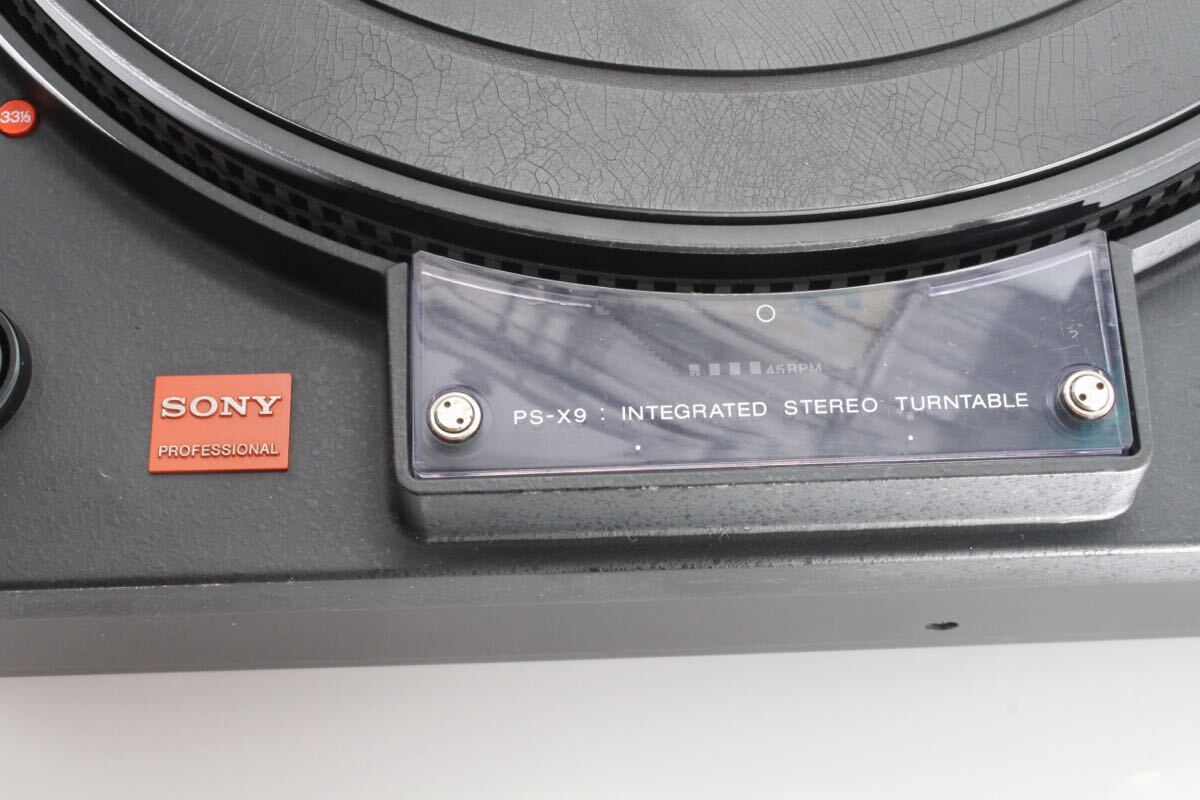 33⅓
45RPM
PS-X9 : INTEGRATED STEREO TURNTABLE
SONY
PROFESSIONAL